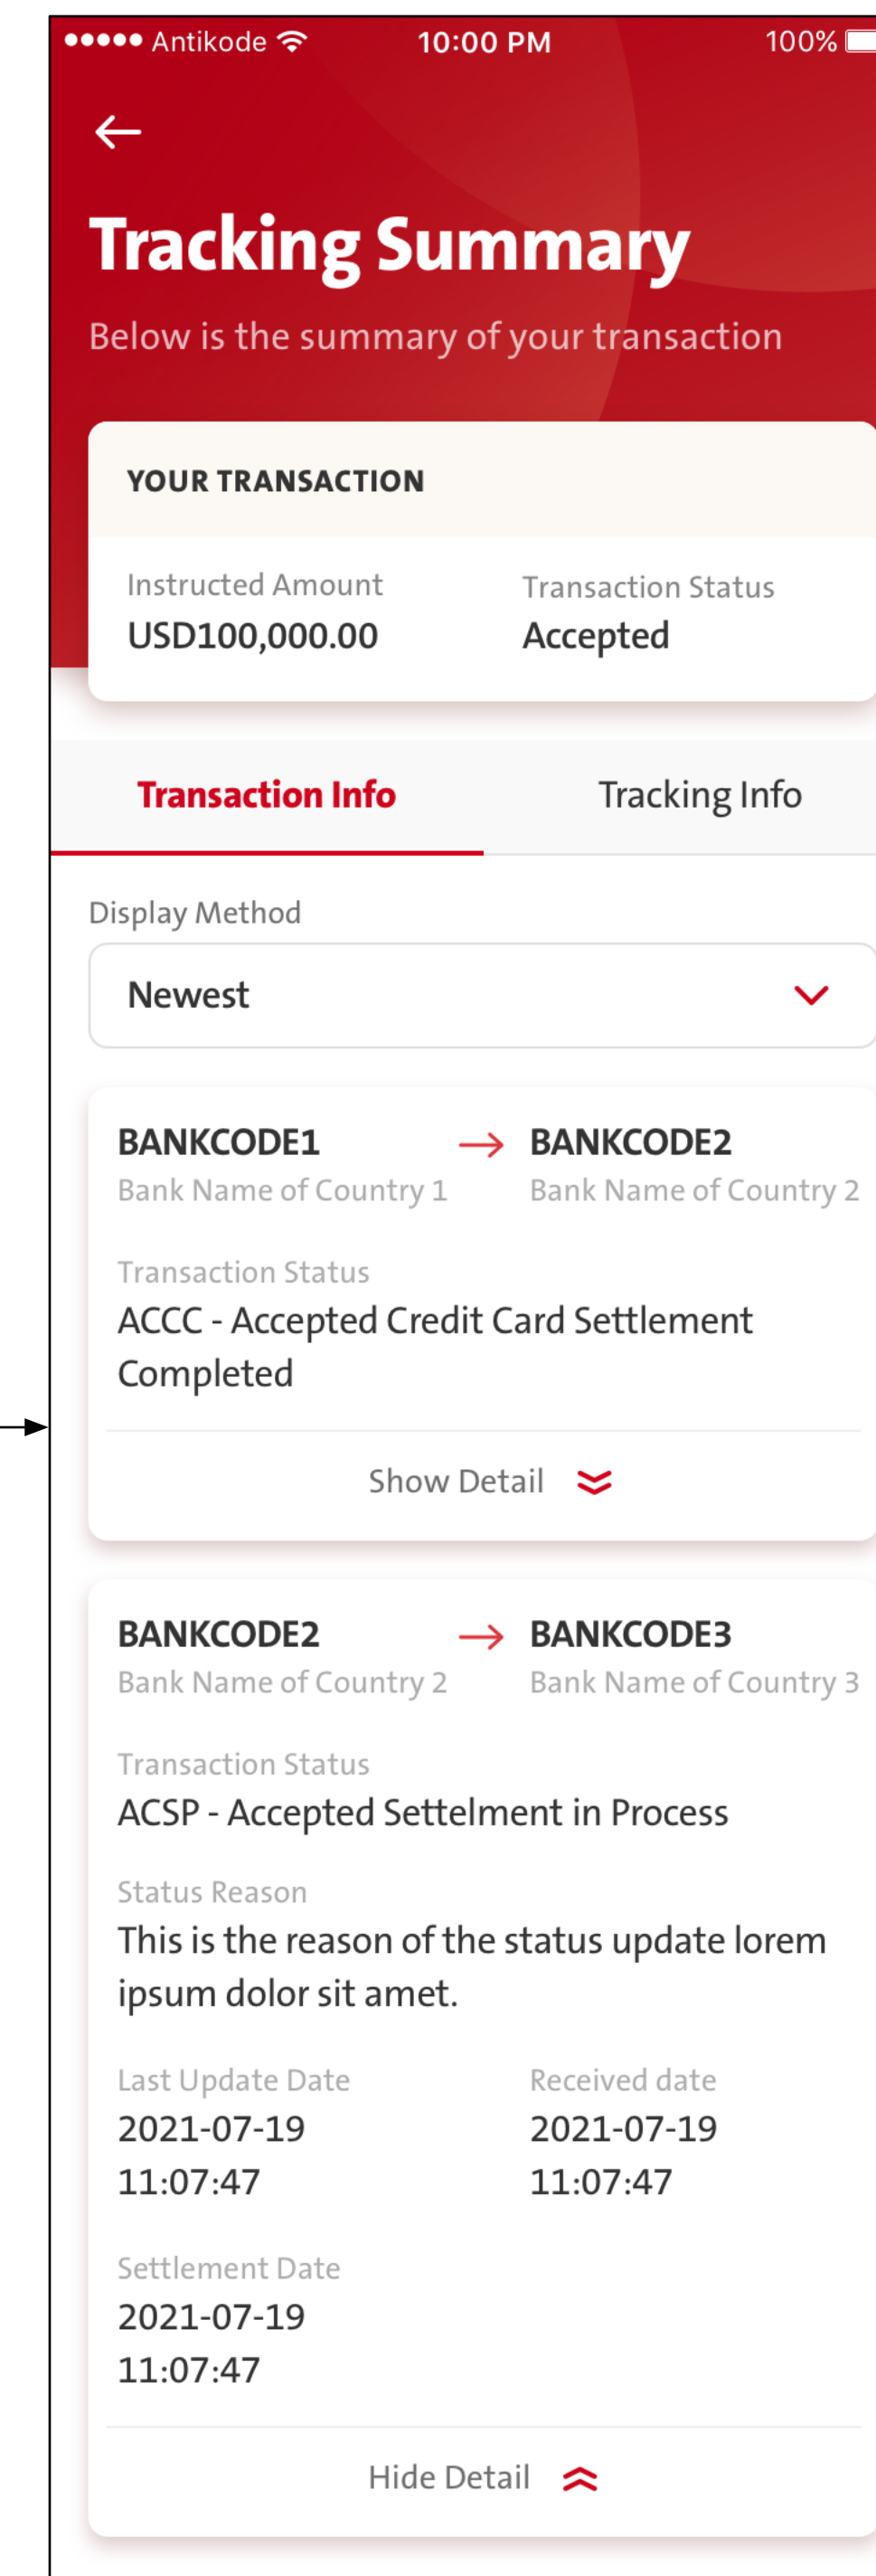 Antikode 10:00 PM 100%
Tracking Summary
Below is the summary of your transaction
YOUR TRANSACTION
Instructed Amount Transaction Status
USD100,000.00 Accepted
Transaction Info Tracking Info
Display Method
Newest
BANKCODE1 → BANKCODE2
Bank Name of Country 1 Bank Name of Country 2
Transaction Status
ACCC - Accepted Credit Card Settlement
Completed
Show Detail
BANKCODE2 → BANKCODE3
Bank Name of Country 2 Bank Name of Country 3
Transaction Status
ACSP - Accepted Settelment in Process
Status Reason
This is the reason of the status update lorem
ipsum dolor sit amet.
Last Update Date Received date
2021-07-19 2021-07-19
11:07:47 11:07:47
Settlement Date
2021-07-19
11:07:47
Hide Detail